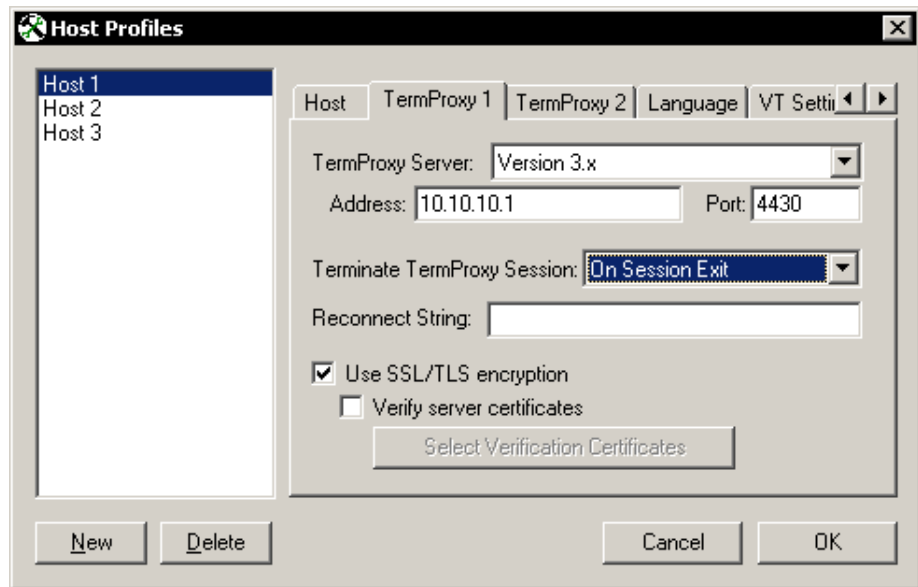 Host Profiles
Host 1
Host 2
Host 3
Host TermProxy 1 TermProxy 2 Language VT Settin
TermProxy Server: Version 3.x
Address: 10.10.10.1 Port: 4430
Terminate TermProxy Session: On Session Exit
Reconnect String:
Use SSL/TLS encryption
Verify server certificates
Select Verification Certificates
New Delete Cancel OK